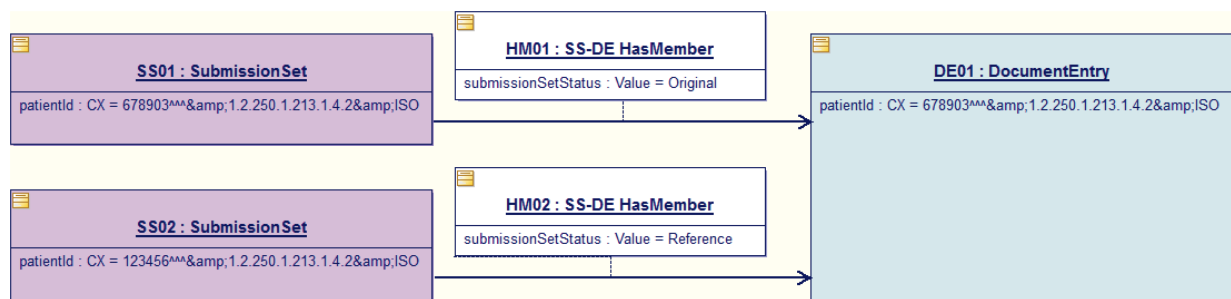 SS01 : SubmissionSet
patientId : CX = 678903^^^&amp;1.2.250.1.213.1.4.2&amp;ISO
HM01 : SS-DE HasMember
submissionSetStatus : Value = Original
DE01 : DocumentEntry
patientId : CX = 678903^^^&amp;1.2.250.1.213.1.4.2&amp;ISO
SS02 : SubmissionSet
patientId : CX = 123456^^^&amp;1.2.250.1.213.1.4.2&amp;ISO
HM02 : SS-DE HasMember
submissionSetStatus : Value = Reference